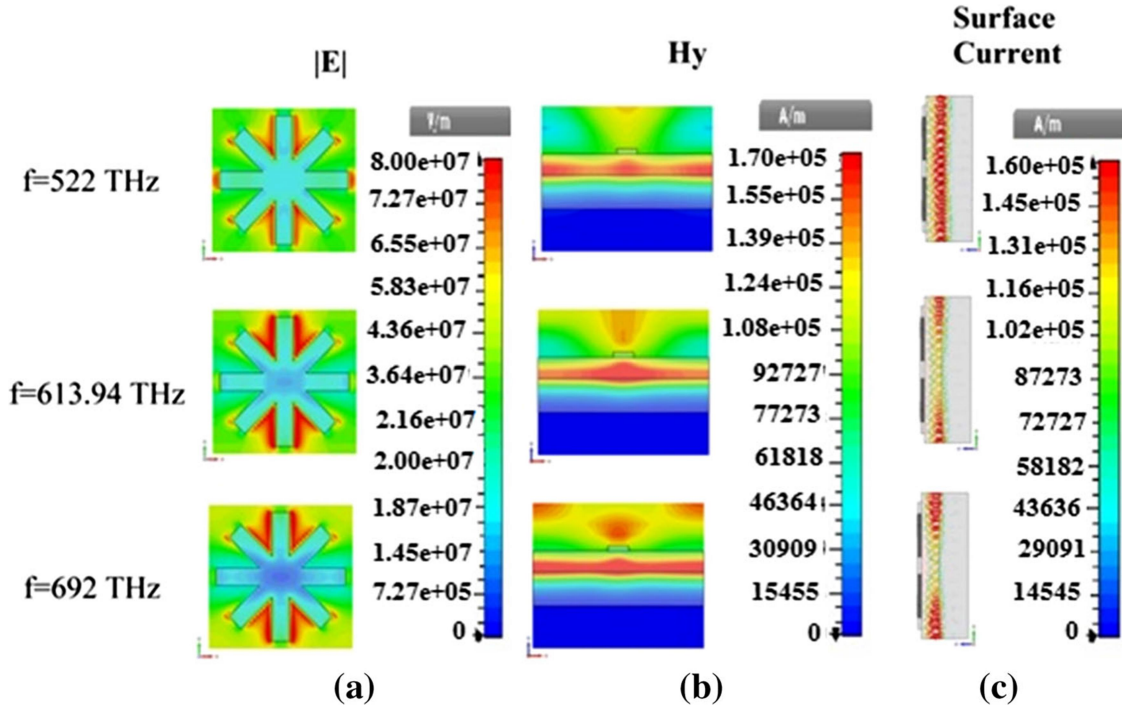 |E|
Hy
Surface
Current
f=522 THz
f=613.94 THz
f=692 THz
V/m
8.00e+07
7.27e+07
6.55e+07
5.83e+07
4.36e+07
3.64e+07
2.16e+07
2.00e+07
1.87e+07
1.45e+07
7.27e+05
0
A/m
1.70e+05
1.55e+05
1.39e+05
1.24e+05
1.08e+05
92727
77273
61818
46364
30909
15455
0
A/m
1.60e+05
1.45e+05
1.31e+05
1.16e+05
1.02e+05
87273
72727
58182
43636
29091
14545
0
(a)
(b)
(c)